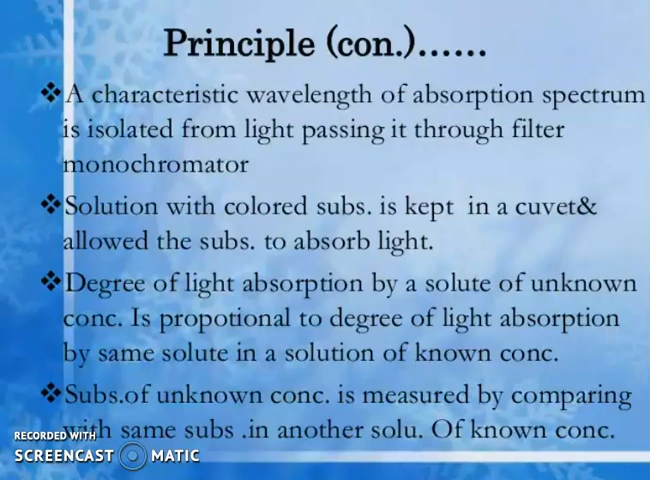 Principle (con.)......
❖A characteristic wavelength of absorption spectrum
is isolated from light passing it through filter
monochromator
❖Solution with colored subs. is kept in a cuvet&
allowed the subs. to absorb light.
❖Degree of light absorption by a solute of unknown
conc. Is propotional to degree of light absorption
by same solute in a solution of known conc.
❖Subs.of unknown conc. is measured by comparing
with same subs .in another solu. Of known conc.
RECORDED WITH
SCREENCAST MATIC